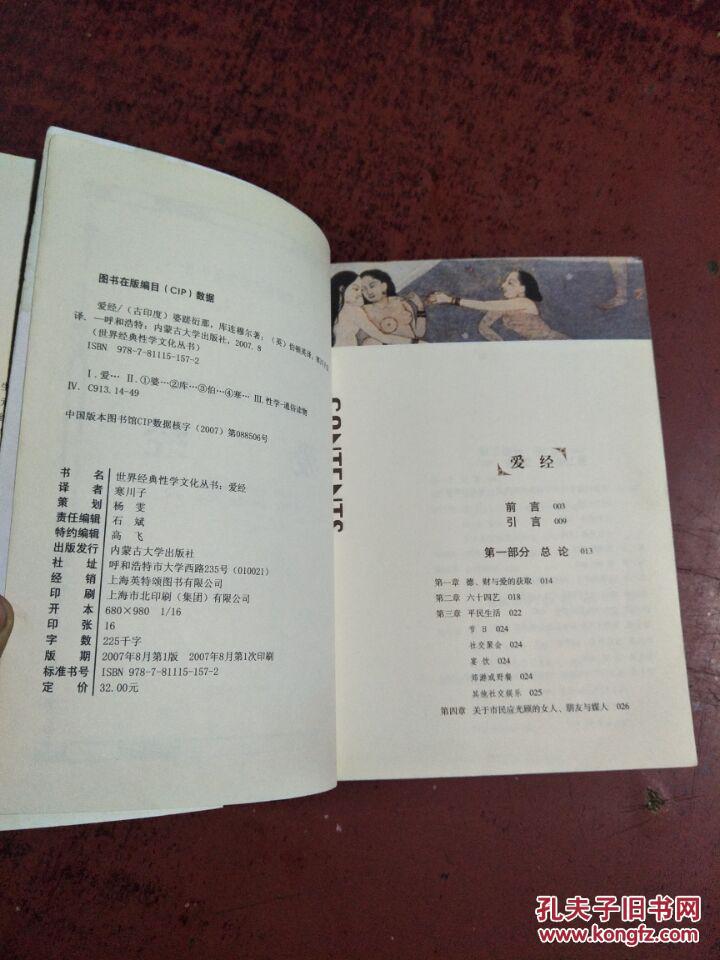 图书在版编目(CIP)数据
爱经/(古印度)婆蹉衍那,库连穆尔著;(英)伯顿英译;寒川子
译.—呼和浩特:内蒙古大学出版社,2007.8
(世界经典性学文化丛书)
ISBN 978-7-81115-157-2
Ⅰ.爱… Ⅱ.①婆…②库…③伯…④寒… Ⅲ.性学-通俗读物
Ⅳ. C913.14-49
中国版本图书馆CIP数据核字(2007)第088506号
书 名 世界经典性学文化丛书:爱经
译 者 寒川子
策 划 杨 雯
责任编辑 石 斌
特约编辑 高 飞
出版发行 内蒙古大学出版社
社 址 呼和浩特市大学西路235号(010021)
经 销 上海英特颂图书有限公司
印 刷 上海市北印刷(集团)有限公司
开 本 680×980 1/16
印 张 16
字 数 225千字
版 期 2007年8月第1版 2007年8月第1次印刷
标准书号 ISBN 978-7-81115-157-2
定 价 32.00元
CONTENTS
爱 经
前 言 003
引 言 009
第一部分 总 论 013
第一章 德、财与爱的获取 014
第二章 六十四艺 018
第三章 平民生活 022
节 日 024
社交聚会 024
宴 饮 024
郊游或野餐 024
其他社交娱乐 025
第四章 关于市民应光顾的女人、朋友与媒人 026
孔夫子旧书网
www.kongfz.com